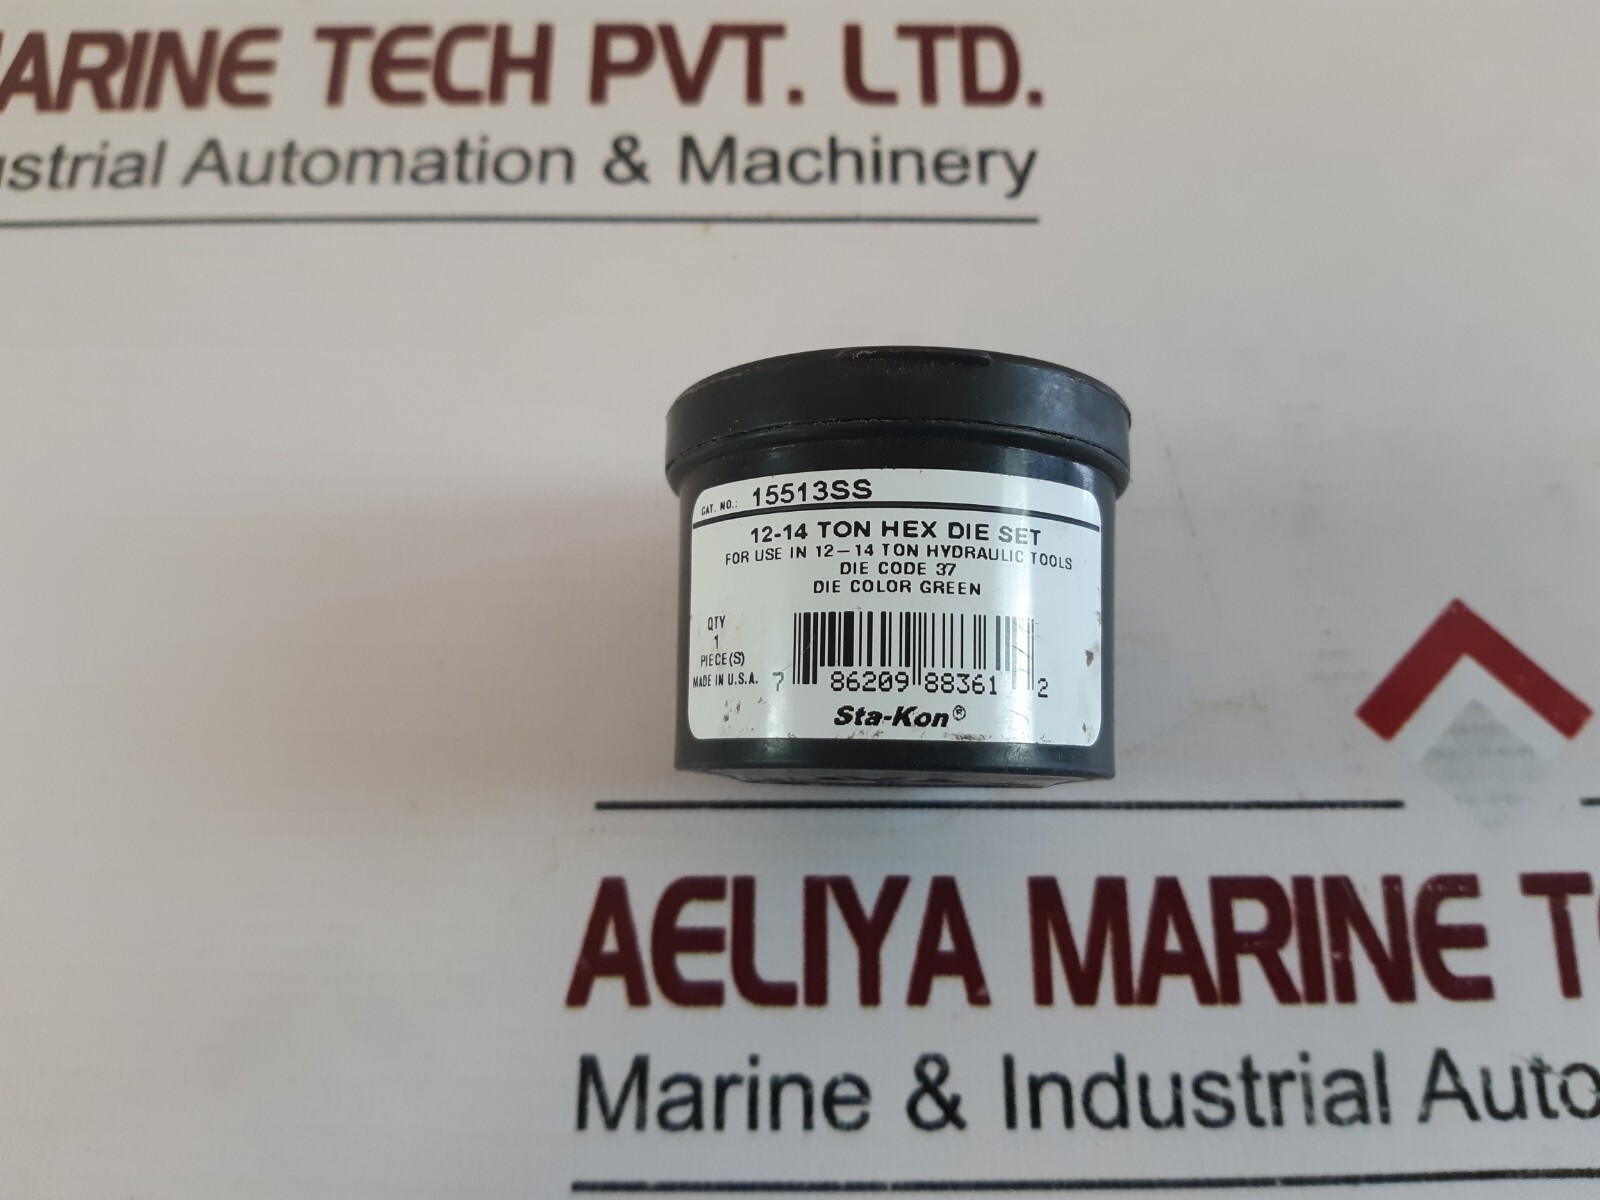 MARINE TECH PVT. LTD.
ustrial Automation & Machinery
CAT. NO.: 15513SS
12-14 TON HEX DIE SET
FOR USE IN 12-14 TON HYDRAULIC TOOLS
DIE CODE 37
DIE COLOR GREEN
QTY
1
PIECE(S)
MADE IN U.S.A.
7 86209 88361 2
Sta-Kon®
AELIYA MARINE T
Marine & Industrial Auto